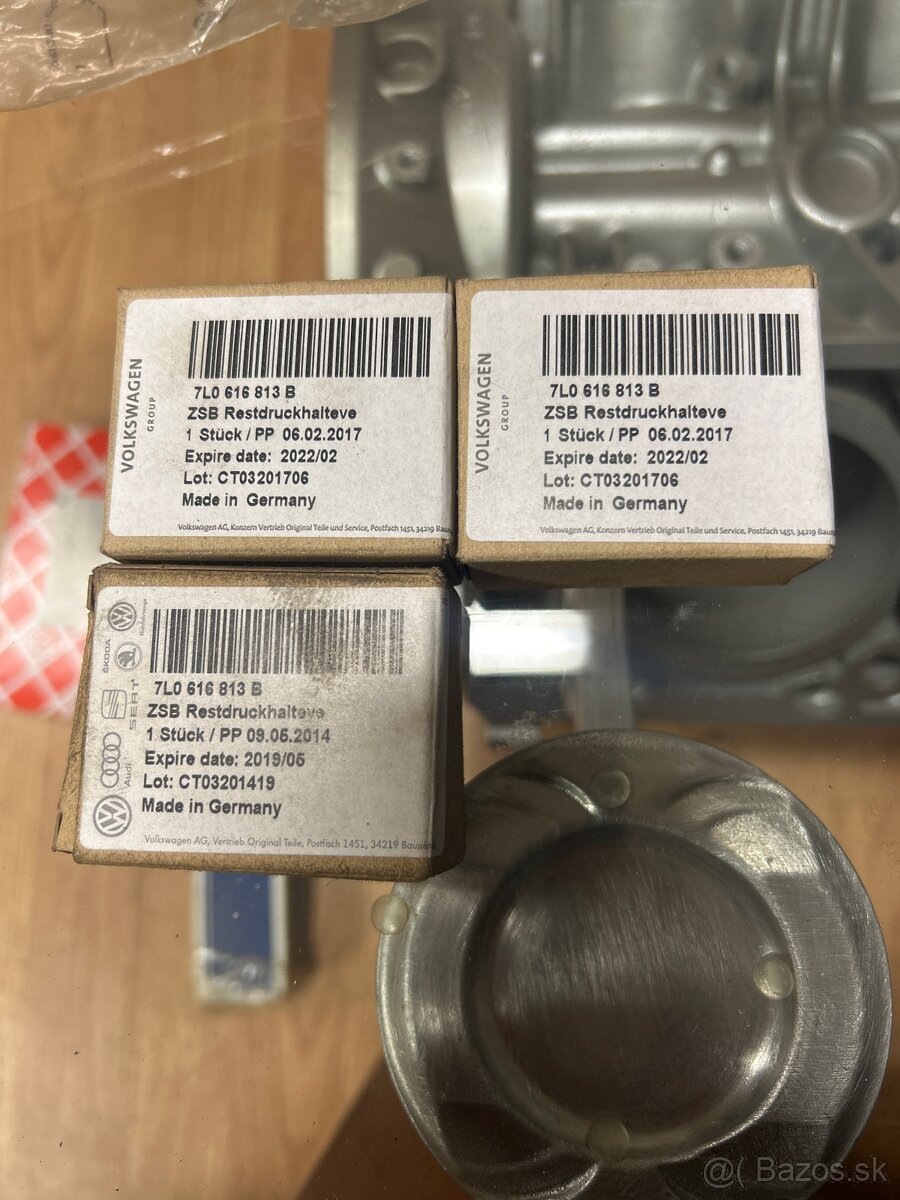 VOLKSWAGEN
GROUP
7L0 616 813 B
ZSB Restdruckhalteve
1 Stück / PP 06.02.2017
Expire date: 2022/02
Lot: CT03201706
Made in Germany
Volkswagen AG, Konzern Vertrieb Original Teile und Service, Postfach 1451, 34219
VOLKSWAGEN
GROUP
7L0 616 813 B
ZSB Restdruckhalteve
1 Stück / PP 06.02.2017
Expire date: 2022/02
Lot: CT03201706
Made in Germany
Volkswagen AG, Konzern Vertrieb Original Teile und Service, Postfach 1451, 34219
Nutzfahrzeuge
ŠKODA
SEAT
Audi
7L0 616 813 B
ZSB Restdruckhalteve
1 Stück / PP 09.05.2014
Expire date: 2019/05
Lot: CT03201419
Made in Germany
Volkswagen AG, Vertrieb Original Teile, Postfach 1451, 34219
@( Bazos.sk